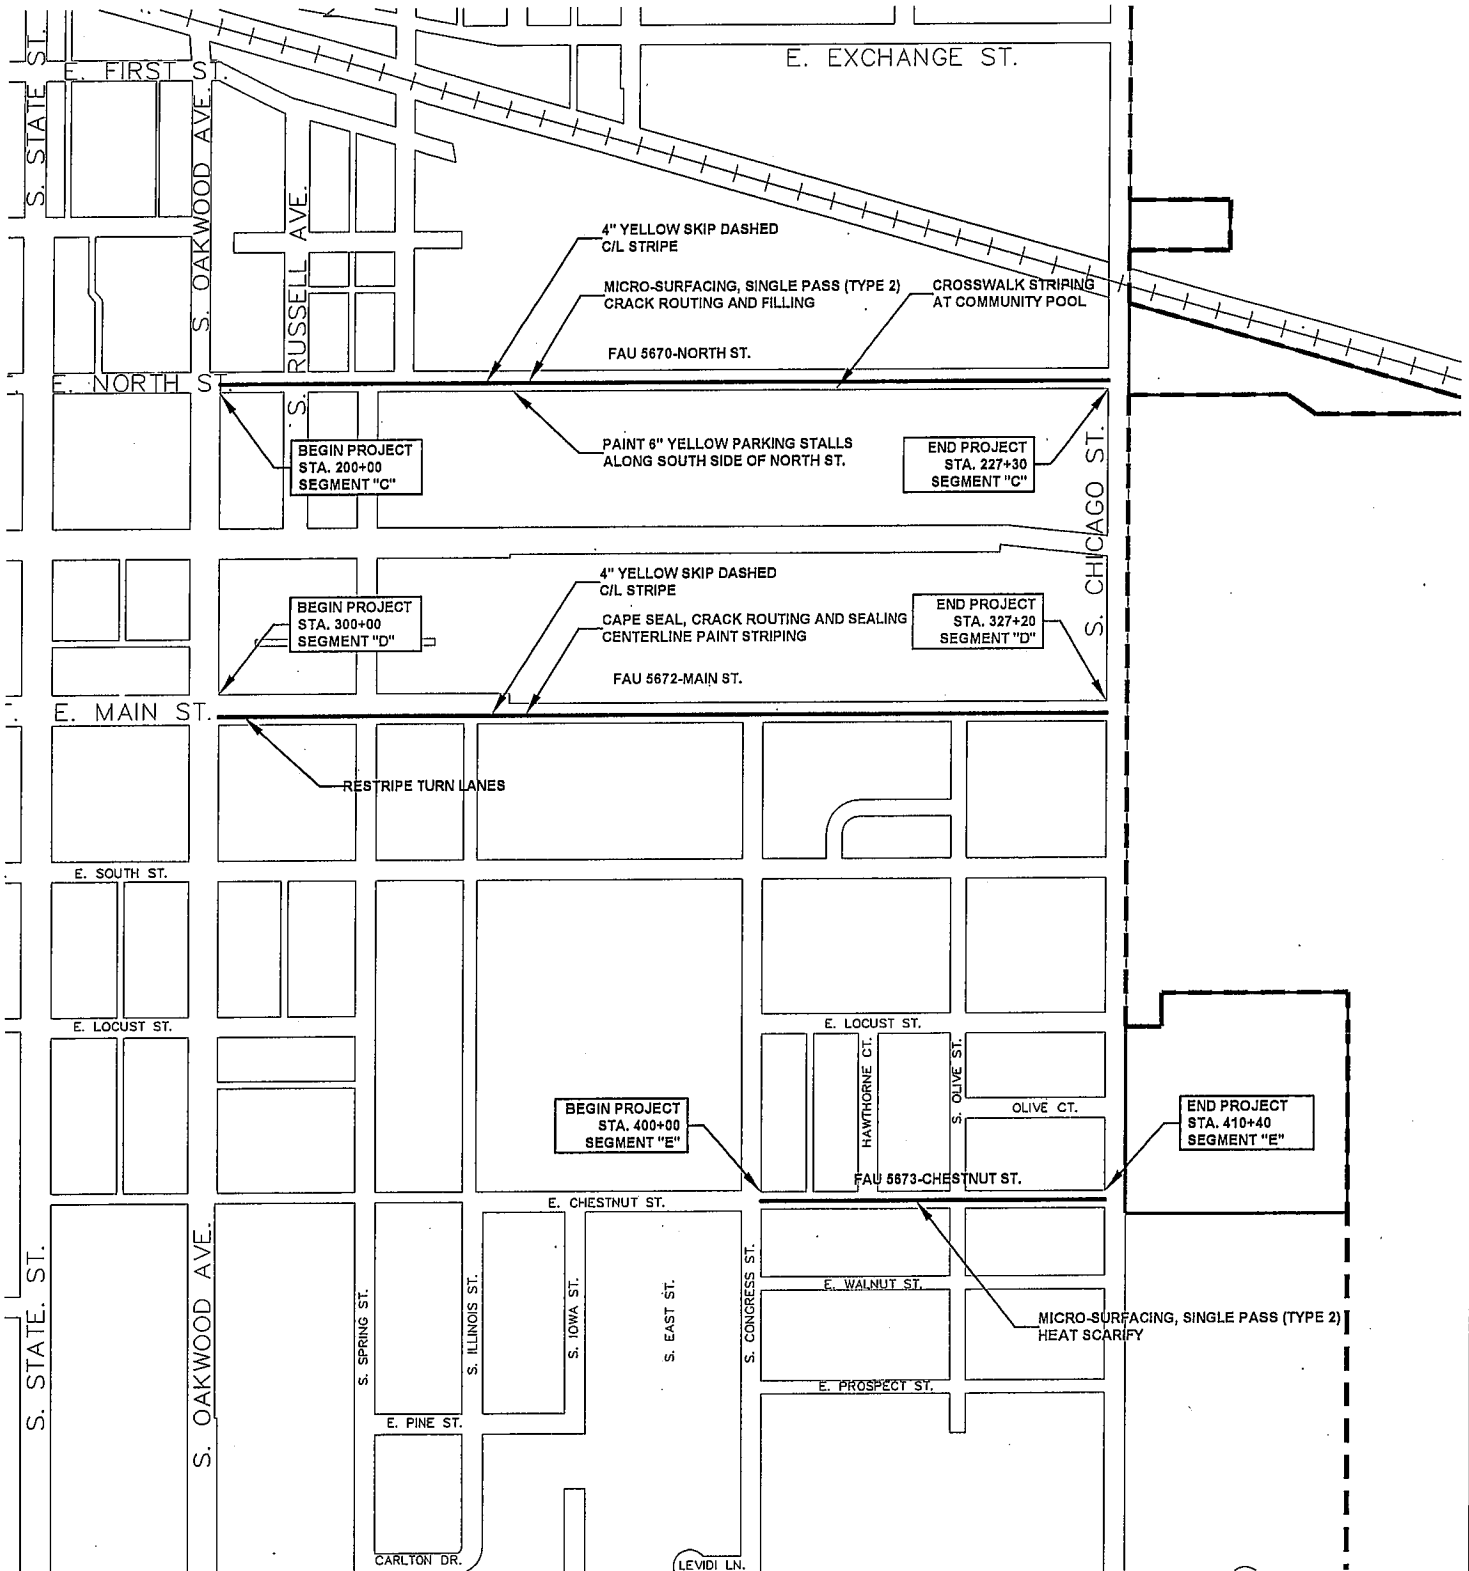 E. EXCHANGE ST.
E. FIRST ST.
S. STATE ST.
S. OAKWOOD AVE.
S. RUSSELL AVE.
4" YELLOW SKIP DASHED
C/L STRIPE
MICRO-SURFACING, SINGLE PASS (TYPE 2)
CRACK ROUTING AND FILLING
CROSSWALK STRIPING
AT COMMUNITY POOL
FAU 5670-NORTH ST.
E. NORTH ST.
BEGIN PROJECT
STA. 200+00
SEGMENT "C"
PAINT 6" YELLOW PARKING STALLS
ALONG SOUTH SIDE OF NORTH ST.
END PROJECT
STA. 227+30
SEGMENT "C"
S. CHICAGO ST.
4" YELLOW SKIP DASHED
C/L STRIPE
BEGIN PROJECT
STA. 300+00
SEGMENT "D"
CAPE SEAL, CRACK ROUTING AND SEALING
CENTERLINE PAINT STRIPING
END PROJECT
STA. 327+20
SEGMENT "D"
FAU 5672-MAIN ST.
E. MAIN ST.
RESTRIPE TURN LANES
E. SOUTH ST.
E. LOCUST ST.
E. LOCUST ST.
HAWTHORNE CT.
S. OLIVE ST.
OLIVE CT.
BEGIN PROJECT
STA. 400+00
SEGMENT "E"
END PROJECT
STA. 410+40
SEGMENT "E"
FAU 5673-CHESTNUT ST.
E. CHESTNUT ST.
S. STATE ST.
S. OAKWOOD AVE.
S. SPRING ST.
S. ILLINOIS ST.
S. IOWA ST.
S. EAST ST.
S. CONGRESS ST.
E. WALNUT ST.
MICRO-SURFACING, SINGLE PASS (TYPE 2)
HEAT SCARIFY
E. PROSPECT ST.
E. PINE ST.
CARLTON DR.
LEVIDI LN.